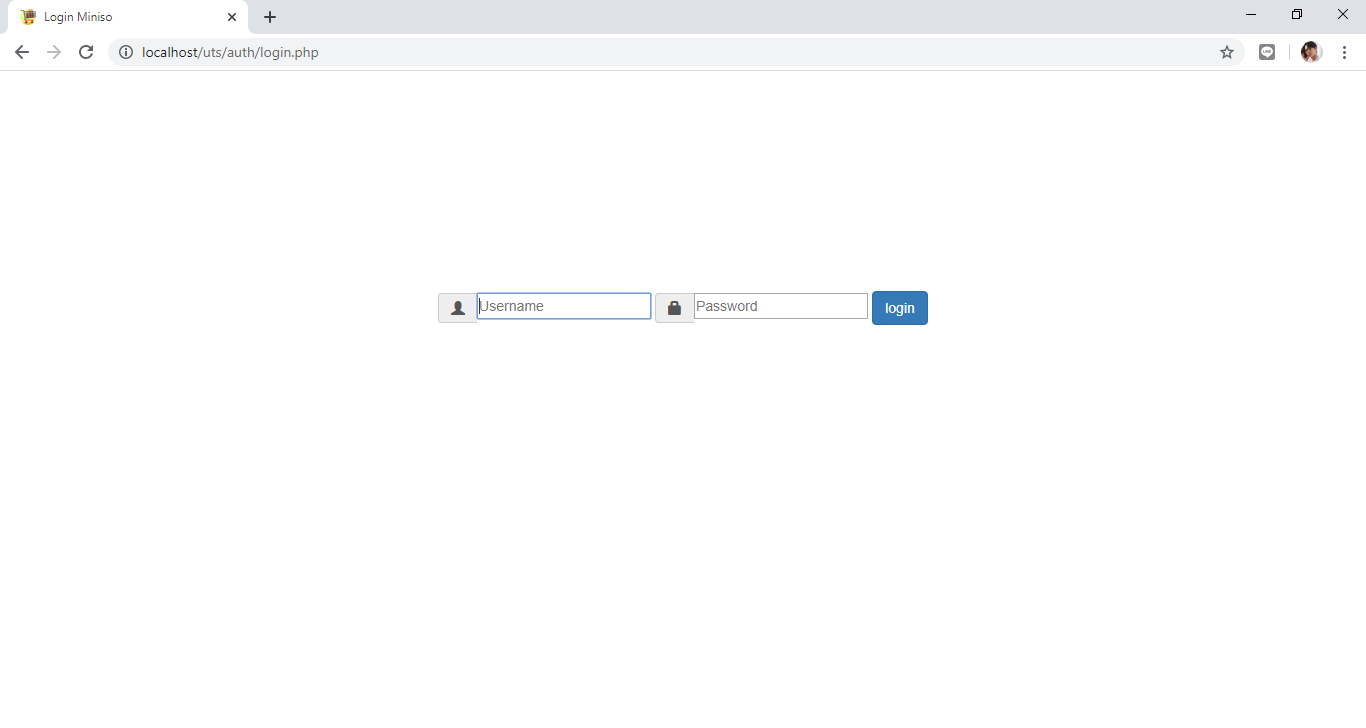 Login Miniso
localhost/uts/auth/login.php
Username Password login